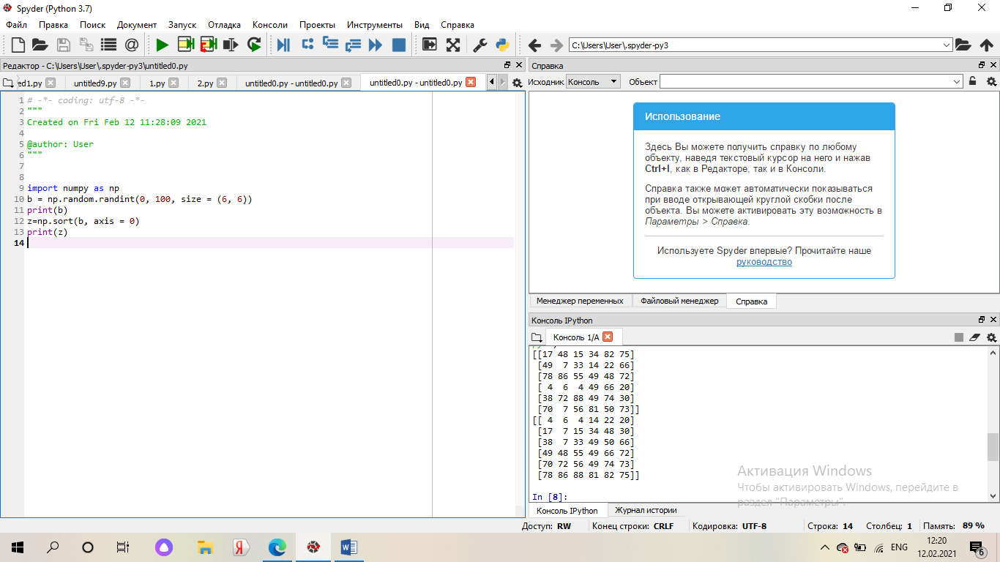 Spyder (Python 3.7)
Файл Правка Поиск Документ Запуск Отладка Консоли Проекты Инструменты Вид Справка
C:\Users\User\.spyder-py3
Редактор - C:\Users\User\.spyder-py3\untitled0.py
ed1.py untitled9.py 1.py 2.py untitled0.py - untitled0.py untitled0.py - untitled0.py
1 # -*- coding: utf-8 -*-
2 """
3 Created on Fri Feb 12 11:28:09 2021
4
5 @author: User
6 """
7
8
9 import numpy as np
10 b = np.random.randint(0, 100, size = (6, 6))
11 print(b)
12 z=np.sort(b, axis = 0)
13 print(z)
14
Справка
Исходник Консоль Объект
Использование
Здесь Вы можете получить справку по любому
объекту, наведя текстовый курсор на него и нажав
Ctrl+I, как в Редакторе, так и в Консоли.
Справка также может автоматически показываться
при вводе открывающей круглой скобки после
объекта. Вы можете активировать эту возможность в
Параметры > Справка.
Используете Spyder впервые? Прочитайте наше
руководство
Менеджер переменных Файловый менеджер Справка
Консоль IPython
Консоль 1/A
[[17 48 15 34 82 75]
[49 7 33 14 22 66]
[78 86 55 49 48 72]
[ 4 6 4 49 66 20]
[38 72 88 49 74 30]
[70 7 56 81 50 73]]
[[ 4 6 4 14 22 20]
[17 7 15 34 48 30]
[38 7 33 49 50 66]
[49 48 55 49 66 72]
[70 72 56 49 74 73]
[78 86 88 81 82 75]]
In [8]:
Активация Windows
Чтобы активировать Windows, перейдите в
раздел "Параметры".
Консоль IPython Журнал истории
Доступ: RW Конец строки: CRLF Кодировка: UTF-8 Строка: 14 Столбец: 1 Память: 89 %
ENG
12:20
12.02.2021
6